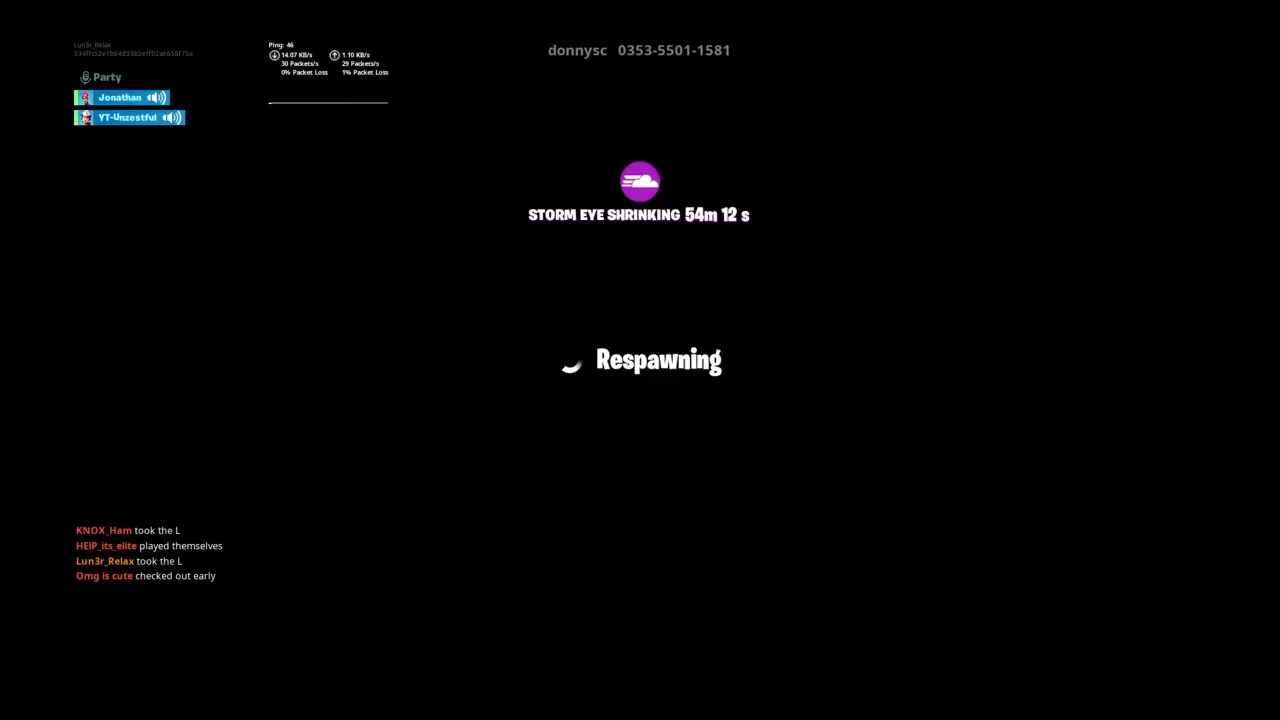 Lun3r_Relax
Party
Jonathan
YT-Unzestful
Ping: 46
14.07 KB/s 1.10 KB/s
30 Packets/s 29 Packets/s
0% Packet Loss 1% Packet Loss
donnysc 0353-5501-1581
STORM EYE SHRINKING 54m 12 s
Respawning
KNOX_Ham took the L
HEIP_its_elite played themselves
Lun3r_Relax took the L
Omg is cute checked out early